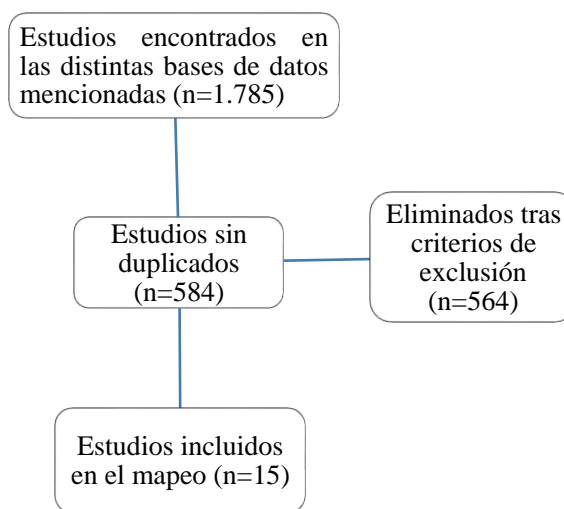 Estudios encontrados en
las distintas bases de datos
mencionadas (n=1.785)
Estudios sin
duplicados
(n=584)
Eliminados tras
criterios de
exclusión
(n=564)
Estudios incluidos
en el mapeo (n=15)